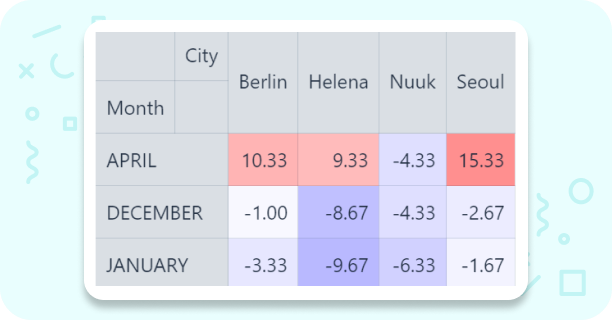 City
Berlin Helena Nuuk Seoul
Month
APRIL 10.33 9.33 -4.33 15.33
DECEMBER -1.00 -8.67 -4.33 -2.67
JANUARY -3.33 -9.67 -6.33 -1.67